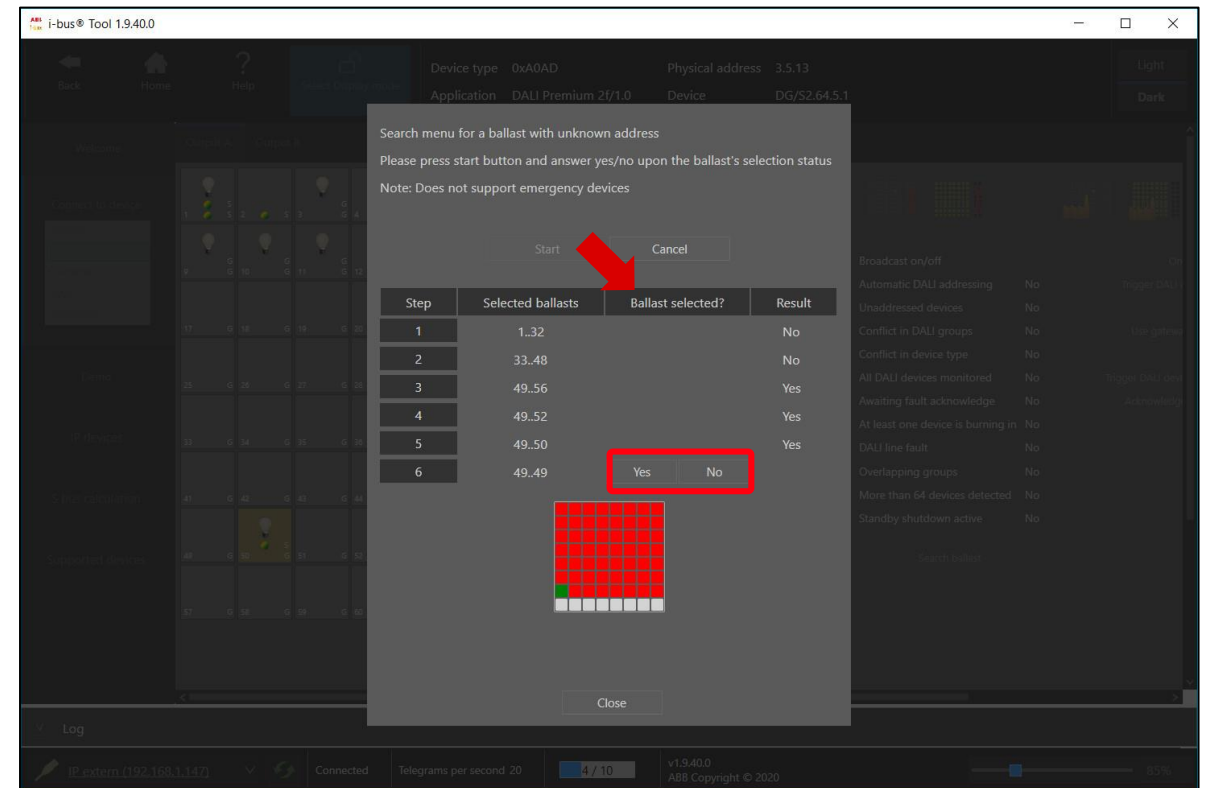 i-bus® Tool 1.9.40.0
Back Home Help
Device type 0xA0AD Physical address 3.5.13
Application DALI Premium 2f/1.0 Device DG/S2.64.5.1
Light
Dark
Search menu for a ballast with unknown address
Please press start button and answer yes/no upon the ballast's selection status
Note: Does not support emergency devices
Start Cancel
Step Selected ballasts Ballast selected? Result
1 1..32 No
2 33..48 No
3 49..56 Yes
4 49..52 Yes
5 49..50 Yes
6 49..49 Yes No
Close
Broadcast on/off On
Automatic DALI addressing No
Unaddressed devices No
Conflict in DALI groups No
Conflict in device type No
All DALI devices monitored No
Awaiting fault acknowledge No
At least one device is burning in No
DALI line fault No
Overlapping groups No
More than 64 devices detected No
Standby shutdown active No
Search ballast
Log
IP extern (192.168.1.147) Connected Telegrams per second 20 4 / 10
v1.9.40.0
ABB Copyright © 2020
85%